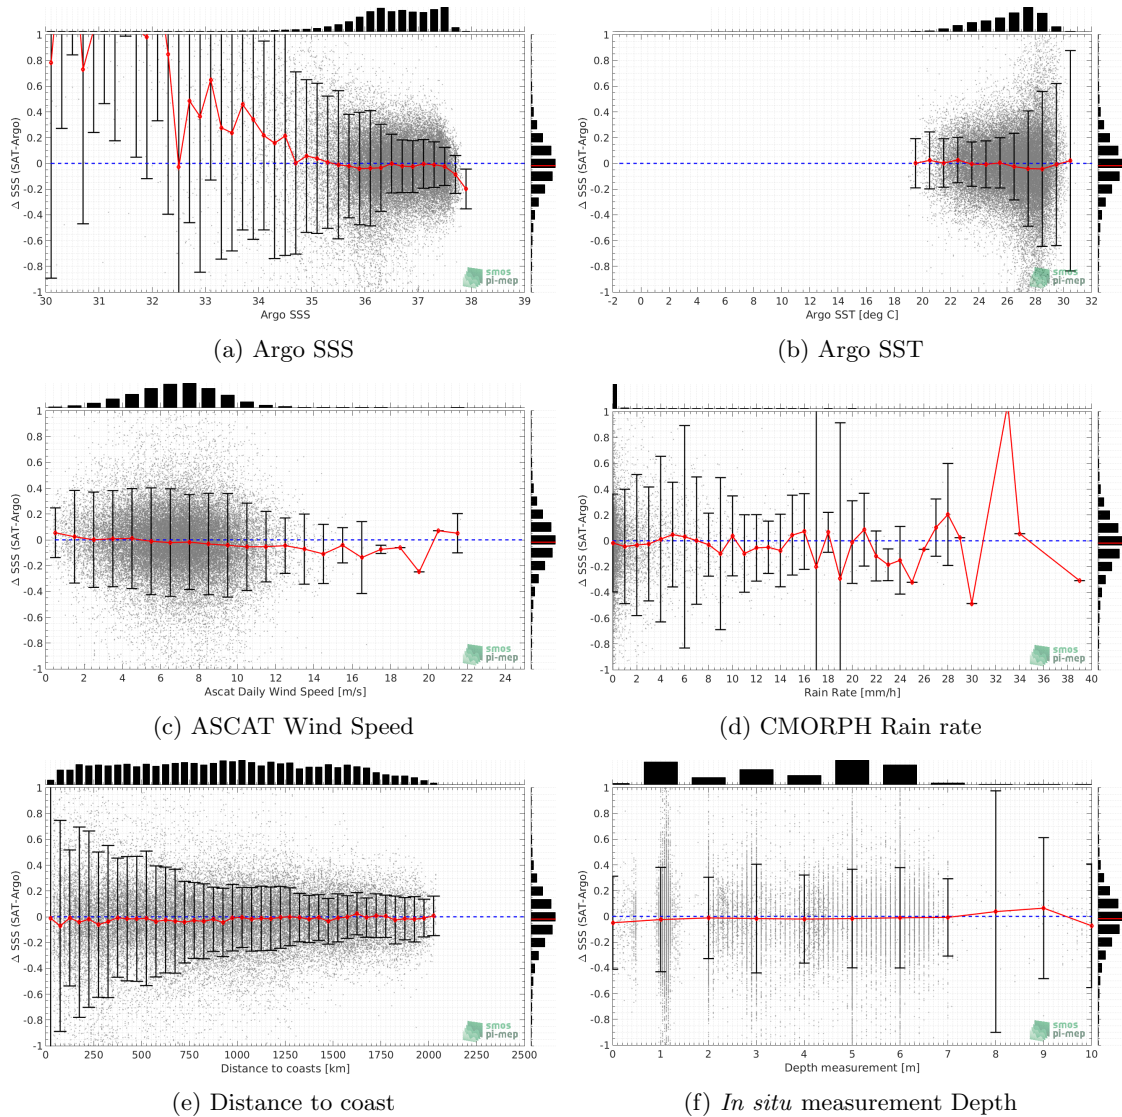 1
0.8
0.6
0.4
0.2
0
-0.2
-0.4
-0.6
-0.8
-1
Δ SSS (SAT-Argo)
30 31 32 33 34 35 36 37 38 39
Argo SSS
smos
pi-mep
(a) Argo SSS
1
0.8
0.6
0.4
0.2
0
-0.2
-0.4
-0.6
-0.8
-1
Δ SSS (SAT-Argo)
-2 0 2 4 6 8 10 12 14 16 18 20 22 24 26 28 30 32
Argo SST [deg C]
smos
pi-mep
(b) Argo SST
1
0.8
0.6
0.4
0.2
0
-0.2
-0.4
-0.6
-0.8
-1
Δ SSS (SAT-Argo)
0 2 4 6 8 10 12 14 16 18 20 22 24
Ascat Daily Wind Speed [m/s]
smos
pi-mep
(c) ASCAT Wind Speed
1
0.8
0.6
0.4
0.2
0
-0.2
-0.4
-0.6
-0.8
-1
Δ SSS (SAT-Argo)
0 2 4 6 8 10 12 14 16 18 20 22 24 26 28 30 32 34 36 38 40
Rain Rate [mm/h]
smos
pi-mep
(d) CMORPH Rain rate
1
0.8
0.6
0.4
0.2
0
-0.2
-0.4
-0.6
-0.8
-1
Δ SSS (SAT-Argo)
0 250 500 750 1000 1250 1500 1750 2000 2250 2500
Distance to coasts [km]
smos
pi-mep
(e) Distance to coast
1
0.8
0.6
0.4
0.2
0
-0.2
-0.4
-0.6
-0.8
-1
Δ SSS (SAT-Argo)
0 1 2 3 4 5 6 7 8 9 10
Depth measurement [m]
smos
pi-mep
(f) In situ measurement Depth